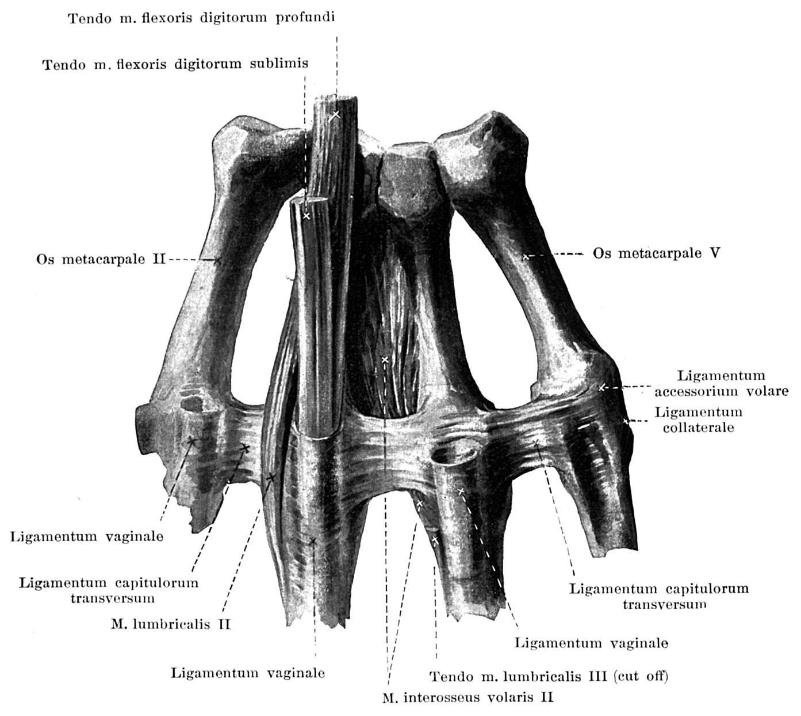 Tendo m. flexoris digitorum profundi
Tendo m. flexoris digitorum sublimis
Os metacarpale II
Os metacarpale V
Ligamentum
accessorium volare
Ligamentum
collaterale
Ligamentum vaginale
Ligamentum capitulorum
transversum
M. lumbricalis II
Ligamentum vaginale
Ligamentum capitulorum
transversum
Ligamentum vaginale
Tendo m. lumbricalis III (cut off)
M. interosseus volaris II